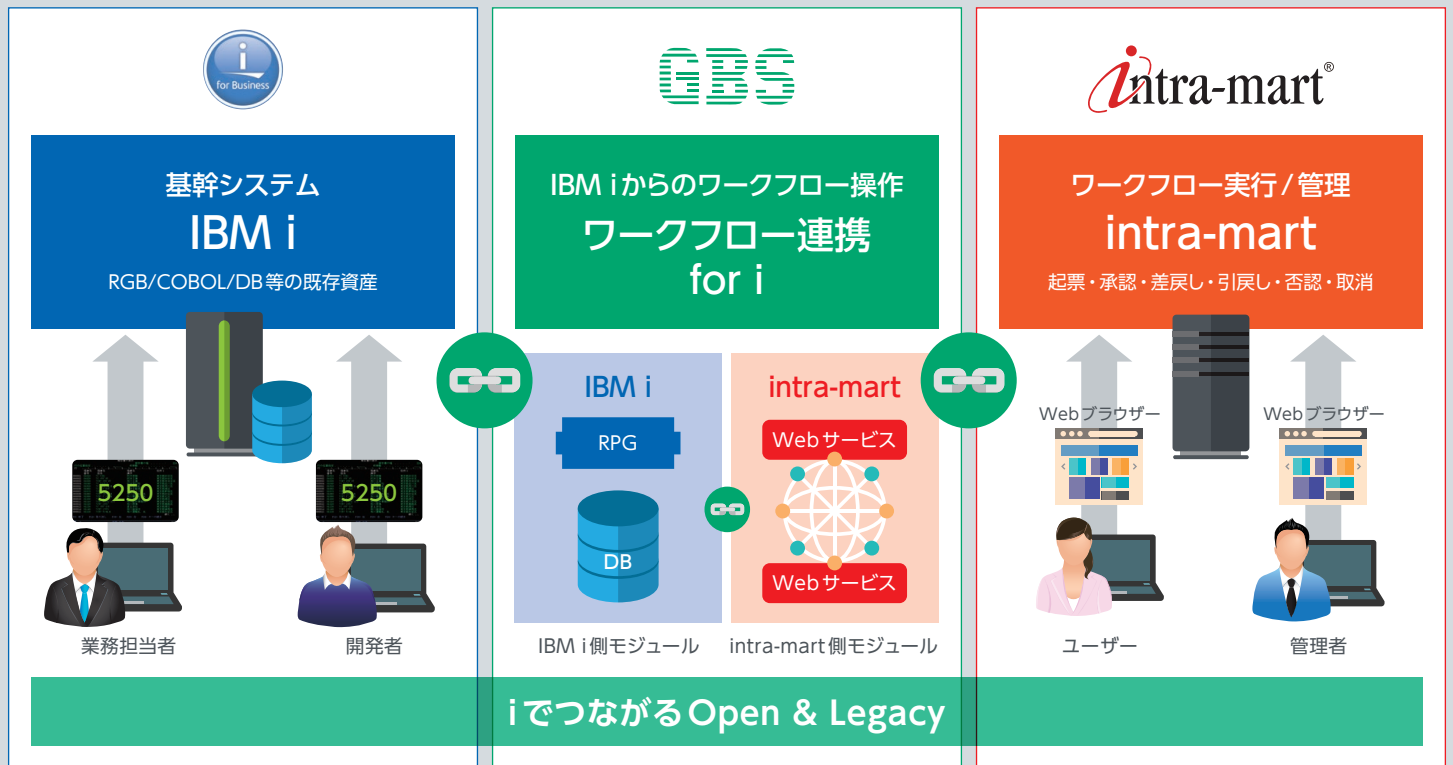 i
for Business
基幹システム
IBM i
RGB/COBOL/DB等の既存資産
5250
5250
業務担当者
開発者
GBS
IBM iからのワークフロー操作
ワークフロー連携
for i
IBM i
RPG
DB
IBM i側モジュール
intra-mart
Webサービス
Webサービス
intra-mart側モジュール
intra-mart®
ワークフロー実行/管理
intra-mart
起票・承認・差戻し・引戻し・否認・取消
Webブラウザー
Webブラウザー
ユーザー
管理者
iでつながるOpen & Legacy